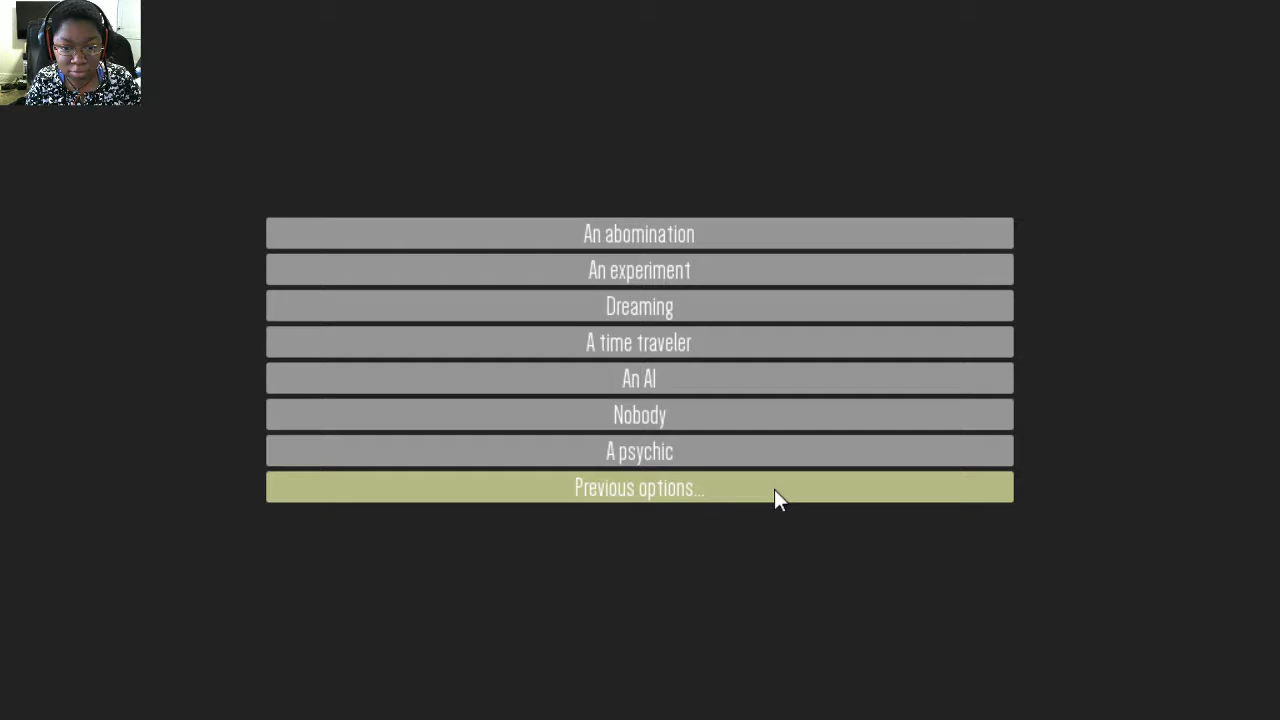 An abomination
An experiment
Dreaming
A time traveler
An AI
Nobody
A psychic
Previous options...